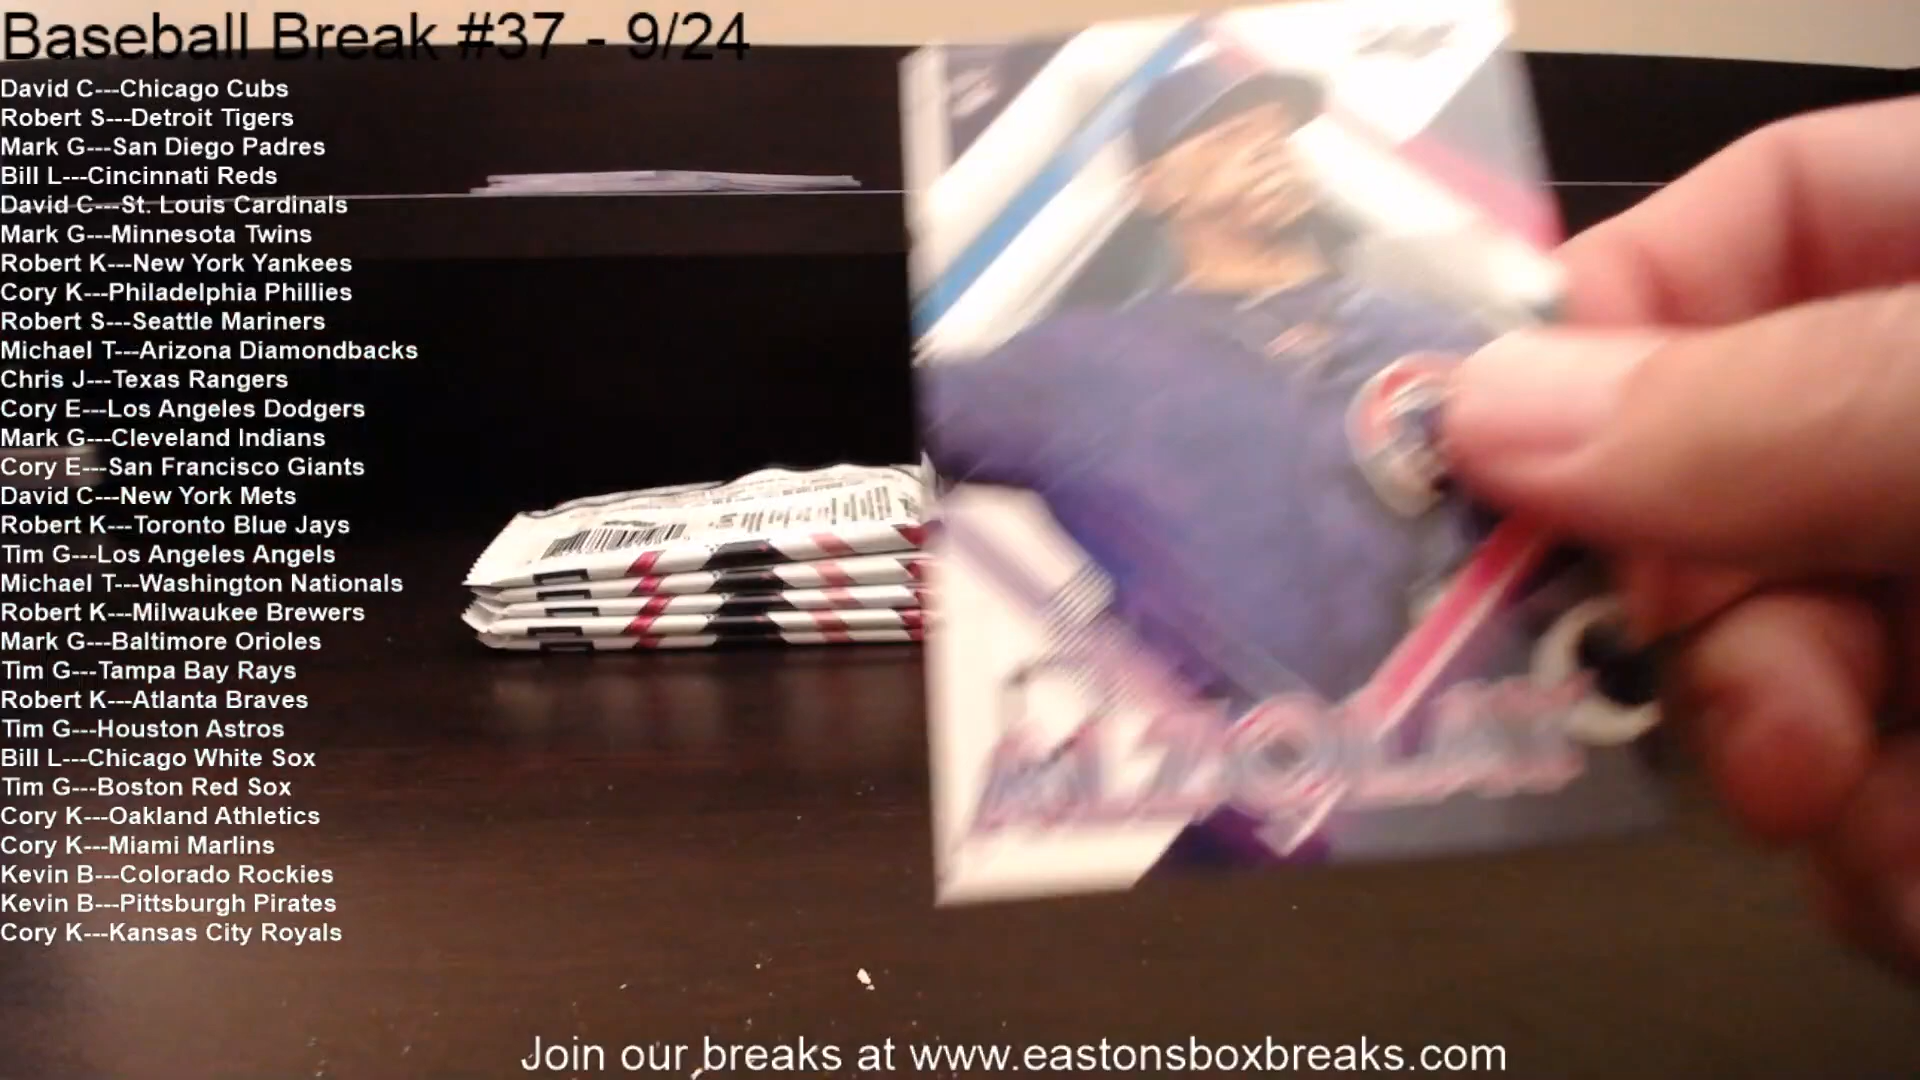 Baseball Break #37 - 9/24
David C---Chicago Cubs
Robert S---Detroit Tigers
Mark G---San Diego Padres
Bill L---Cincinnati Reds
David C---St. Louis Cardinals
Mark G---Minnesota Twins
Robert K---New York Yankees
Cory K---Philadelphia Phillies
Robert S---Seattle Mariners
Michael T---Arizona Diamondbacks
Chris J---Texas Rangers
Cory E---Los Angeles Dodgers
Mark G---Cleveland Indians
Cory E---San Francisco Giants
David C---New York Mets
Robert K---Toronto Blue Jays
Tim G---Los Angeles Angels
Michael T---Washington Nationals
Robert K---Milwaukee Brewers
Mark G---Baltimore Orioles
Tim G---Tampa Bay Rays
Robert K---Atlanta Braves
Tim G---Houston Astros
Bill L---Chicago White Sox
Tim G---Boston Red Sox
Cory K---Oakland Athletics
Cory K---Miami Marlins
Kevin B---Colorado Rockies
Kevin B---Pittsburgh Pirates
Cory K---Kansas City Royals
Join our breaks at www.eastonsboxbreaks.com